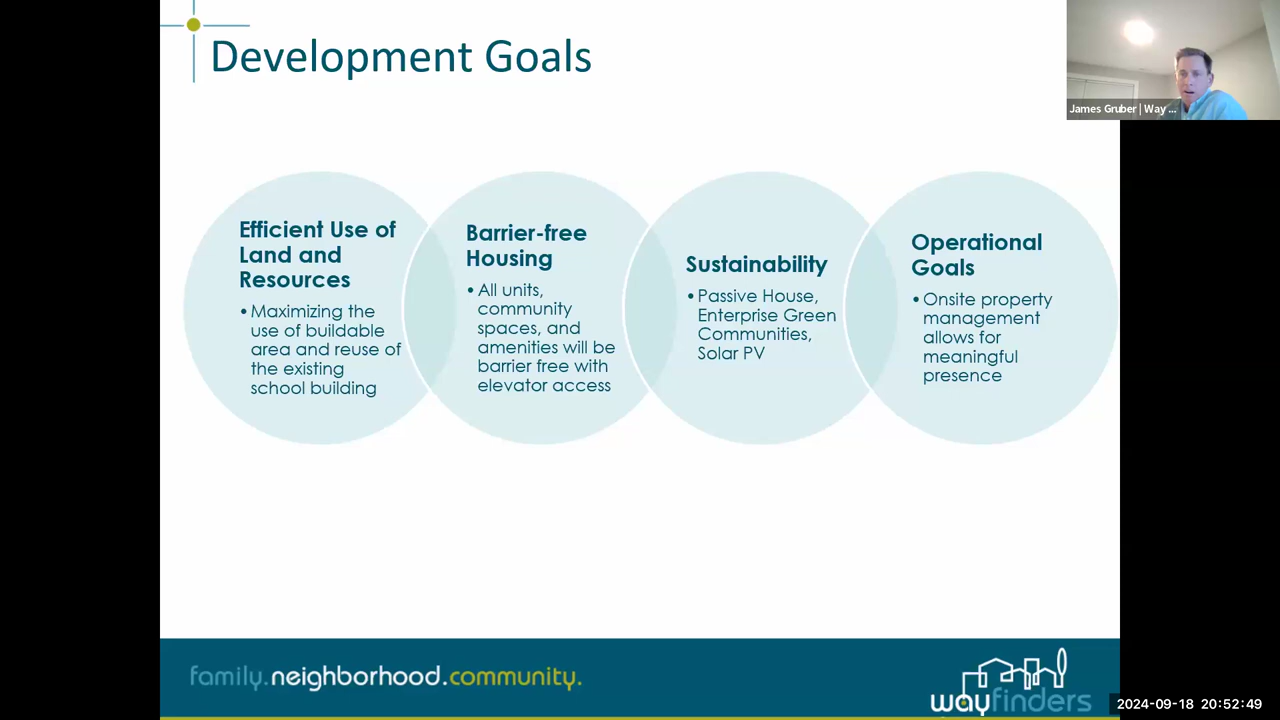 Development Goals
James Gruber | Way ...
Efficient Use of
Land and
Resources
• Maximizing the
use of buildable
area and reuse of
the existing
school building
Barrier-free
Housing
• All units,
community
spaces, and
amenities will be
barrier free with
elevator access
Sustainability
• Passive House,
Enterprise Green
Communities,
Solar PV
Operational
Goals
• Onsite property
management
allows for
meaningful
presence
family.neighborhood.community.
wayfinders
2024-09-18 20:52:49